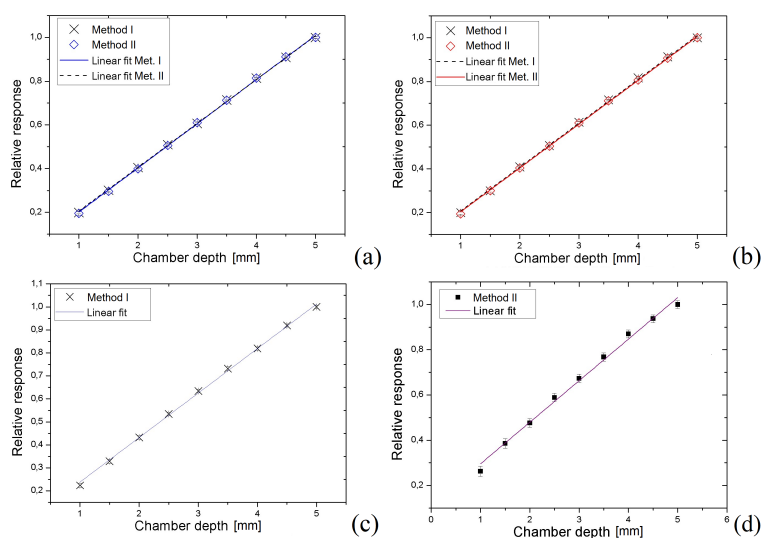 Method I
Method II
Linear fit Met. I
Linear fit Met. II
1,0
0,8
0,6
0,4
0,2
Relative response
1 2 3 4 5
Chamber depth [mm]
(a)
Method I
Method II
Linear fit Met. I
Linear fit Met. II
1,0
0,8
0,6
0,4
0,2
Relative response
1 2 3 4 5
Chamber depth [mm]
(b)
Method I
Linear fit
1,1
1,0
0,9
0,8
0,7
0,6
0,5
0,4
0,3
0,2
Relative response
1 2 3 4 5
Chamber depth [mm]
(c)
Method II
Linear fit
1,0
0,8
0,6
0,4
0,2
Relative response
0 1 2 3 4 5 6
Chamber depth [mm]
(d)